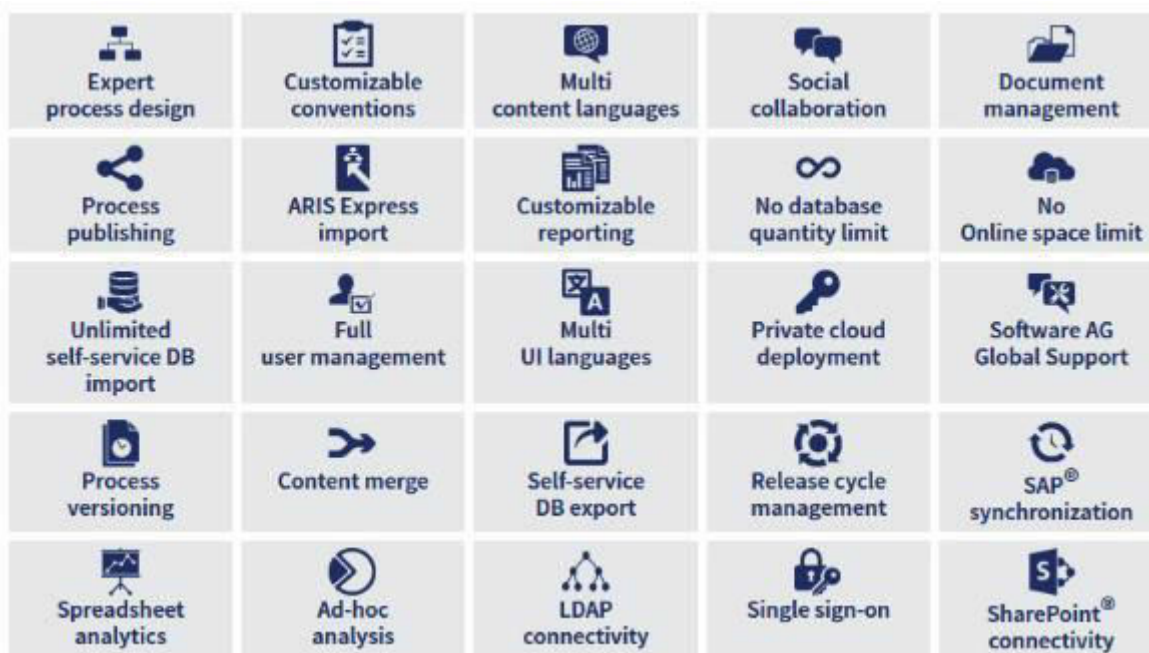 Expert
process design
Customizable
conventions
Multi
content languages
Social
collaboration
Document
management
Process
publishing
ARIS Express
import
Customizable
reporting
No database
quantity limit
No
Online space limit
Unlimited
self-service DB
import
Full
user management
文
A
Multi
UI languages
Private cloud
deployment
Software AG
Global Support
Process
versioning
Content merge
Self-service
DB export
Release cycle
management
SAP®
synchronization
Spreadsheet
analytics
Ad-hoc
analysis
LDAP
connectivity
Single sign-on
S
SharePoint®
connectivity